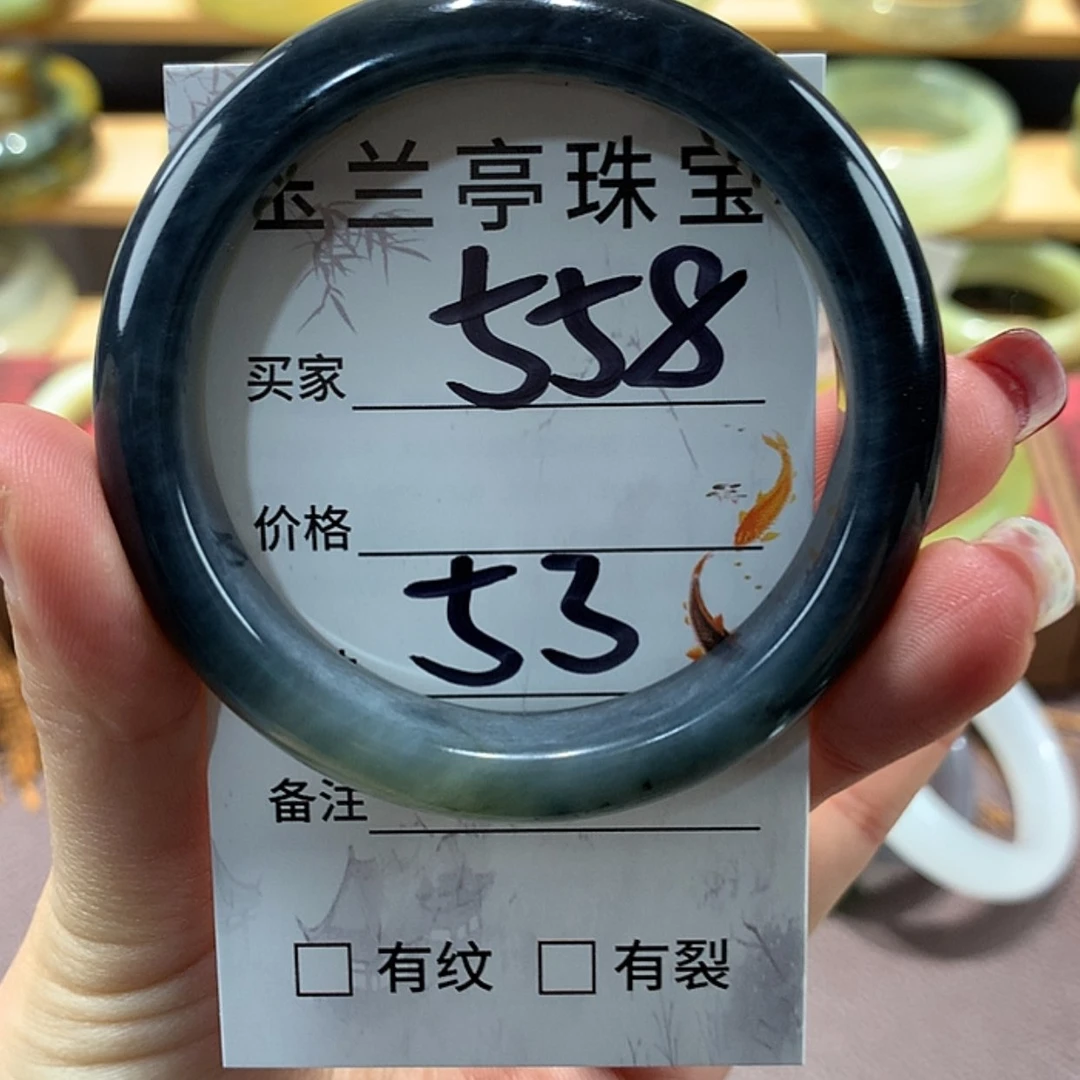 兰亭珠宝
558
买家
价格
53
备注
□ 有纹 □ 有裂